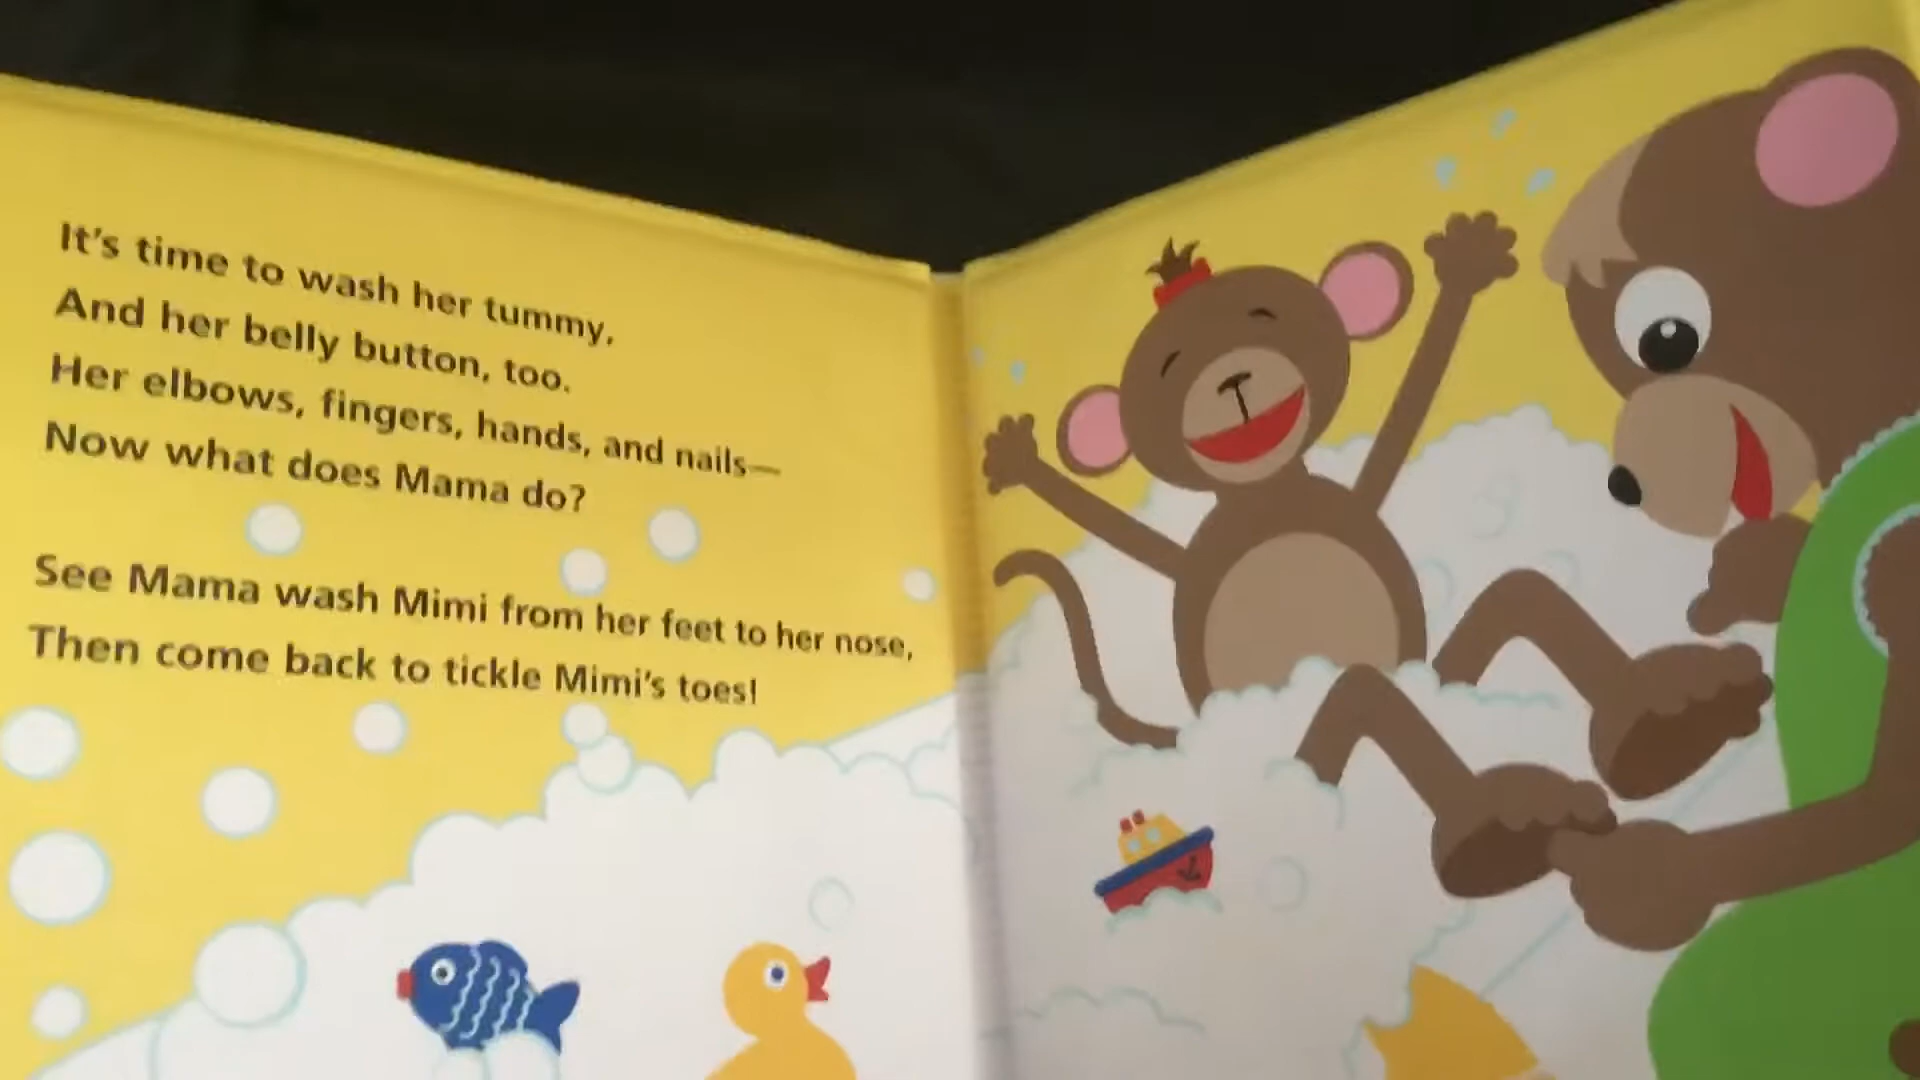 It's time to wash her tummy,
And her belly button, too.
Her elbows, fingers, hands, and nails—
Now what does Mama do?
See Mama wash Mimi from her feet to her nose,
Then come back to tickle Mimi's toes!